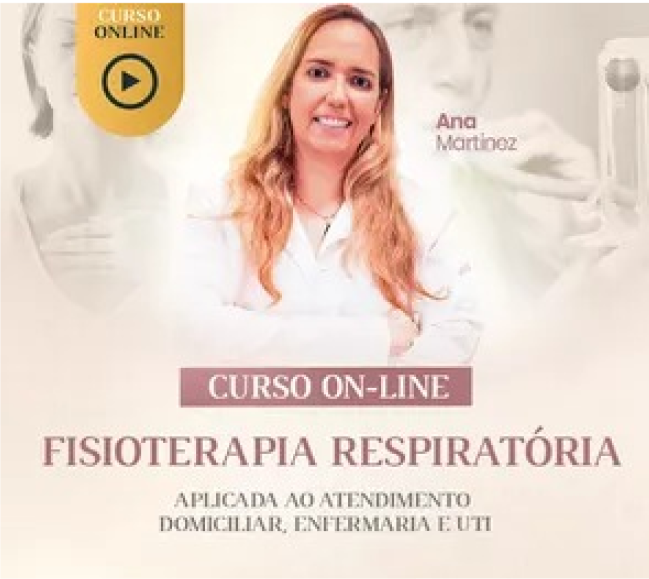 CURSO
ONLINE
Ana
Martinez
CURSO ON-LINE
FISIOTERAPIA RESPIRATÓRIA
APLICADA AO ATENDIMENTO
DOMICILIAR, ENFERMARIA E UTI